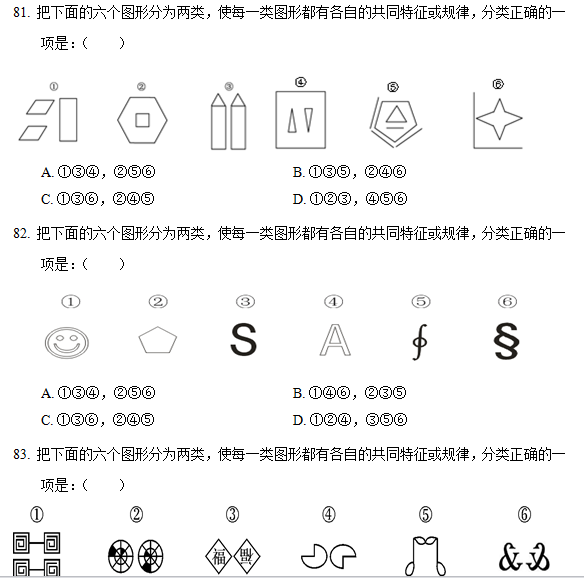 81. 把下面的六个图形分为两类，使每一类图形都有各自的共同特征或规律，分类正确的一
项是：（　　）
① ② ③ ④ ⑤ ⑥
A. ①③④，②⑤⑥ B. ①③⑤，②④⑥
C. ①③⑥，②④⑤ D. ①②③，④⑤⑥
82. 把下面的六个图形分为两类，使每一类图形都有各自的共同特征或规律，分类正确的一
项是：（　　）
① ② ③ ④ ⑤ ⑥
S A ∮ §
A. ①③④，②⑤⑥ B. ①④⑥，②③⑤
C. ①③⑥，②④⑤ D. ①②④，③⑤⑥
83. 把下面的六个图形分为两类，使每一类图形都有各自的共同特征或规律，分类正确的一
项是：（　　）
① ② ③ ④ ⑤ ⑥
福